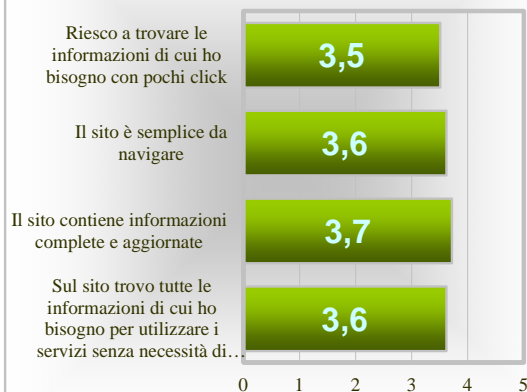 Riesco a trovare le
informazioni di cui ho
bisogno con pochi click
3,5
Il sito è semplice da
navigare
3,6
Il sito contiene informazioni
complete e aggiornate
3,7
Sul sito trovo tutte le
informazioni di cui ho
bisogno per utilizzare i
servizi senza necessità di…
3,6
0 1 2 3 4 5